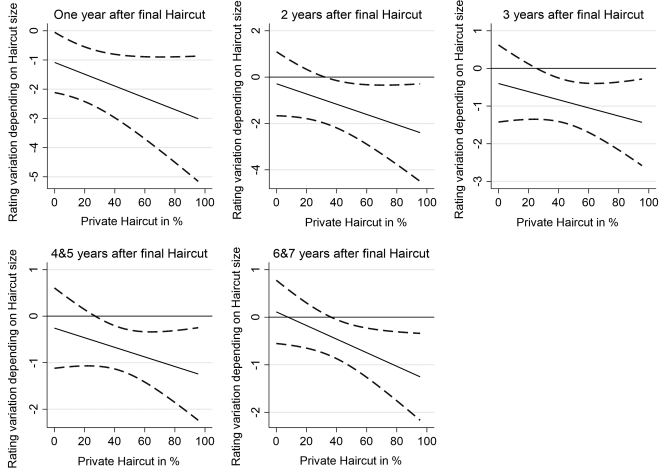 One year after final Haircut
Rating variation depending on Haircut size
0
-1
-2
-3
-4
-5
0 20 40 60 80 100
Private Haircut in %
2 years after final Haircut
Rating variation depending on Haircut size
2
0
-2
-4
0 20 40 60 80 100
Private Haircut in %
3 years after final Haircut
Rating variation depending on Haircut size
1
0
-1
-2
-3
0 20 40 60 80 100
Private Haircut in %
4&5 years after final Haircut
Rating variation depending on Haircut size
1
0
-1
-2
0 20 40 60 80 100
Private Haircut in %
6&7 years after final Haircut
Rating variation depending on Haircut size
1
0
-1
-2
0 20 40 60 80 100
Private Haircut in %